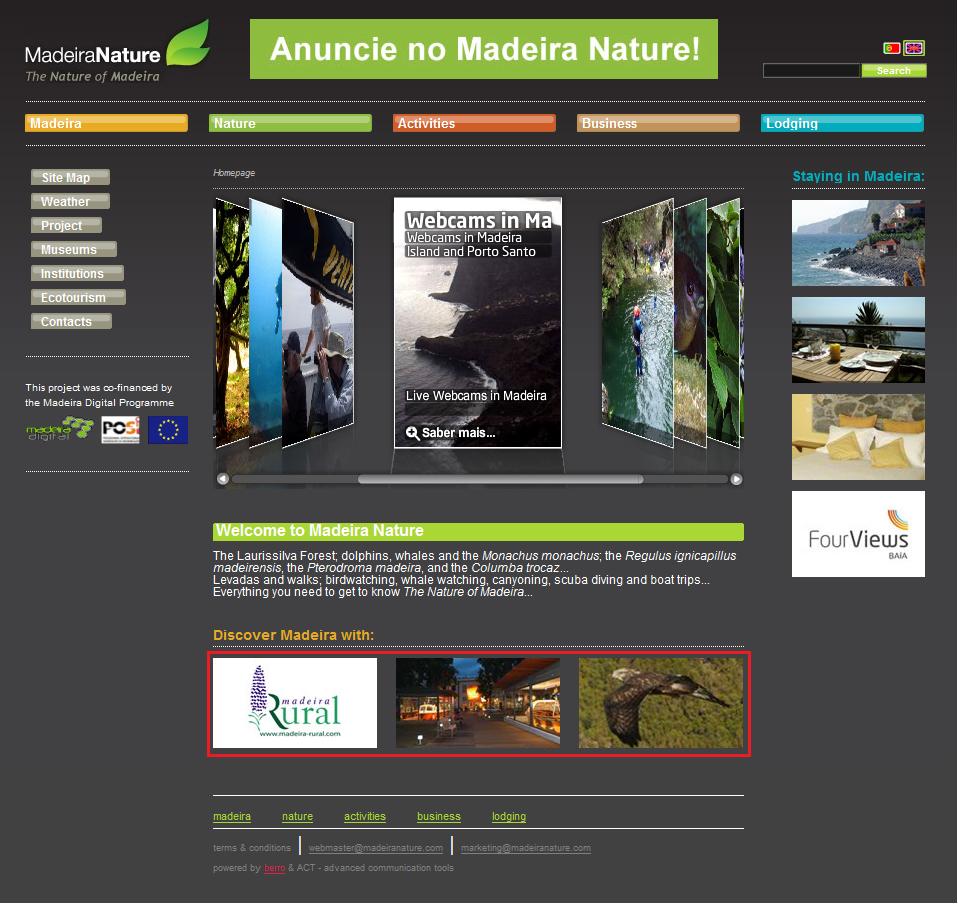 MadeiraNature
The Nature of Madeira
Anuncie no Madeira Nature!
Search
Madeira
Nature
Activities
Business
Lodging
Site Map
Weather
Project
Museums
Institutions
Ecotourism
Contacts
This project was co-financed by
the Madeira Digital Programme
madeira
digital
POSI
Homepage
Webcams in Ma
Webcams in Madeira
Island and Porto Santo
Live Webcams in Madeira
Saber mais...
Welcome to Madeira Nature
The Laurissilva Forest; dolphins, whales and the Monachus monachus; the Regulus ignicapillus
madeirensis, the Pterodroma madeira, and the Columba trocaz...
Levadas and walks; birdwatching, whale watching, canyoning, scuba diving and boat trips...
Everything you need to get to know The Nature of Madeira...
Discover Madeira with:
madeira
Rural
www.madeira-rural.com
Staying in Madeira:
FourViews
BAÍA
madeira
nature
activities
business
lodging
terms & conditions | webmaster@madeiranature.com | marketing@madeiranature.com
powered by berro & ACT - advanced communication tools